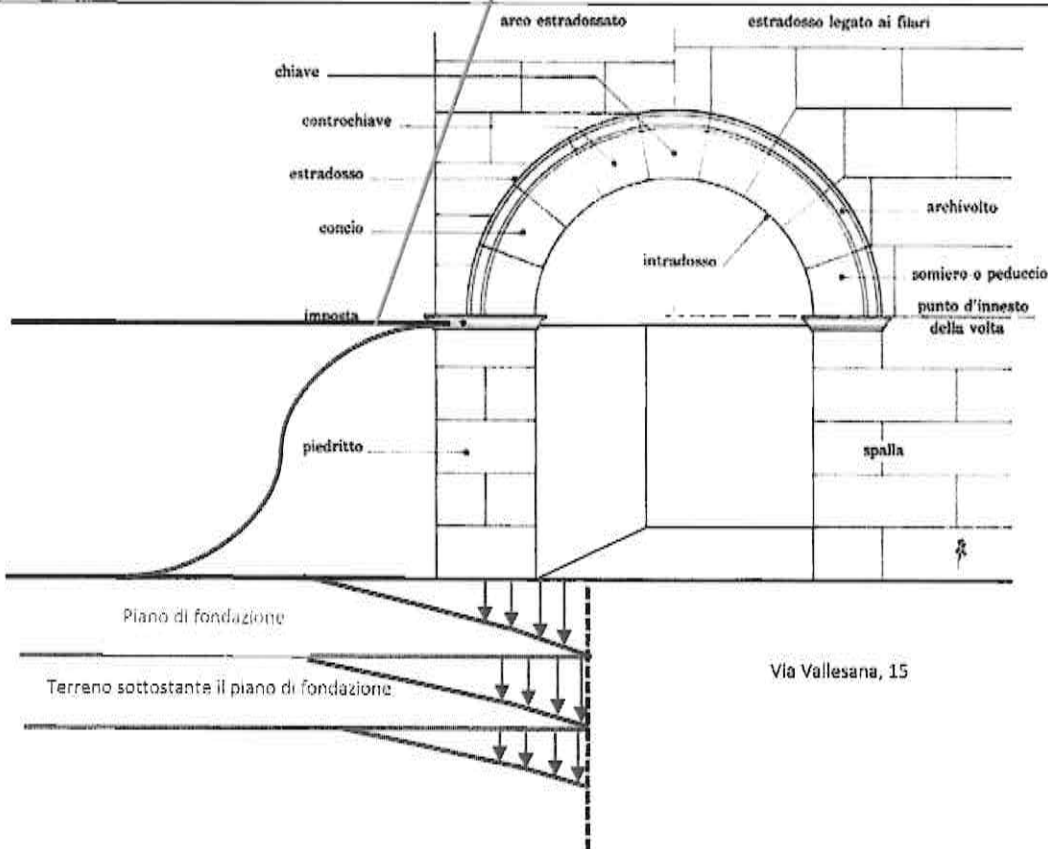 arco estradossato
estradosso legato ai filari
chiave
controchiave
estradosso
archivolto
concio
intradosso
somiero o peduccio
imposta
punto d'innesto
della volta
piedritto
spalla
Piano di fondazione
Via Vallesana, 15
Terreno sottostante il piano di fondazione